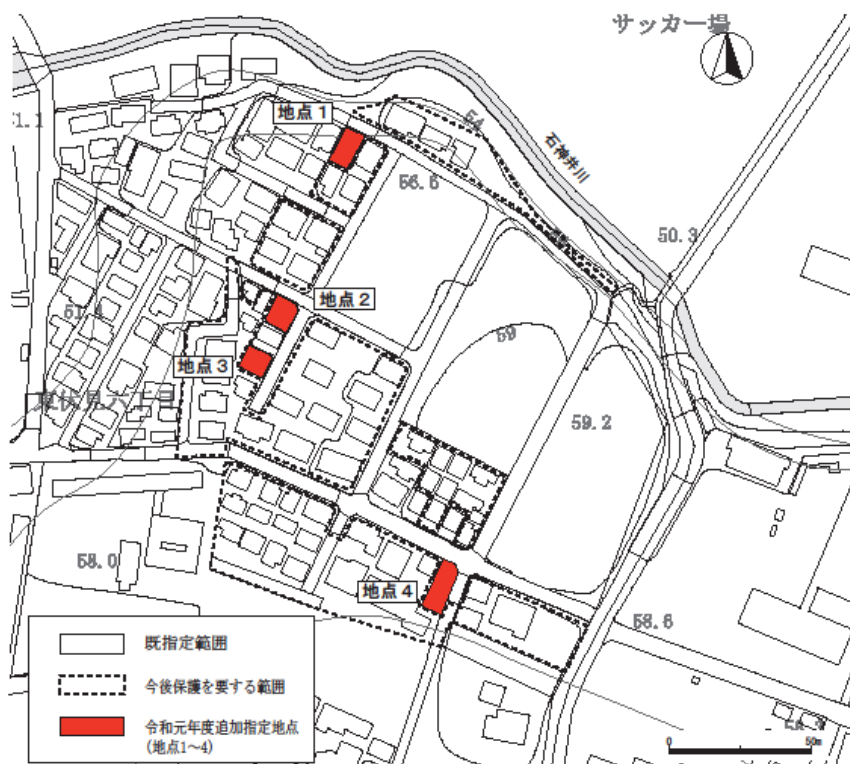 サッカー場
地点1
54
51.1
石神井川
56.5
50.3
地点2
59
51.4
地点3
東伏見六丁目
59.2
58.0
地点4
58.6
既指定範囲
今後保護を要する範囲
令和元年度追加指定地点
(地点1~4)
0 50m